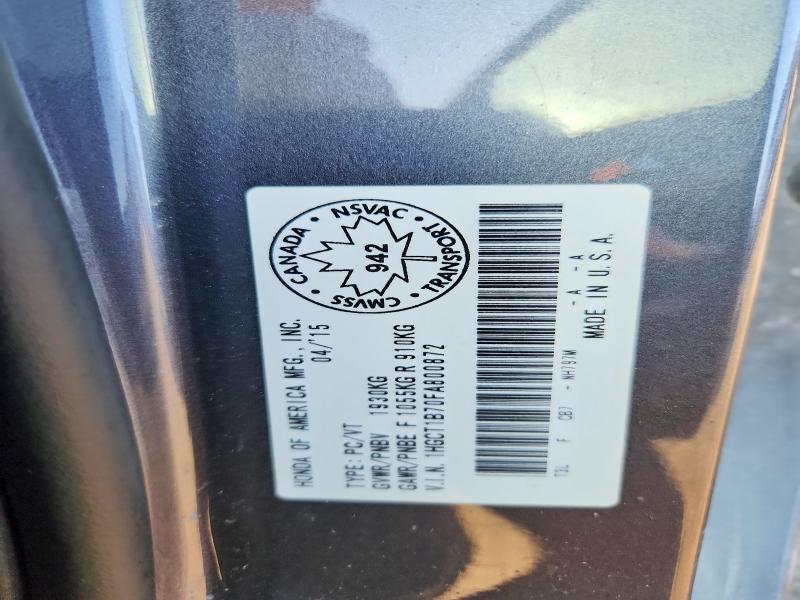 HONDA OF AMERICA MFG., INC.
04/'15
TYPE: PC/VT
GVWR/PNBV 1930KG
GAWR/PNBE F 1055KG R 910KG
V.I.N. 1HGCT1B70FA800872
CANADA • NSVAC • TRANSPORT • CMVSS •
942
T2L F CB7 - NH797M - A - A
MADE IN U.S.A.